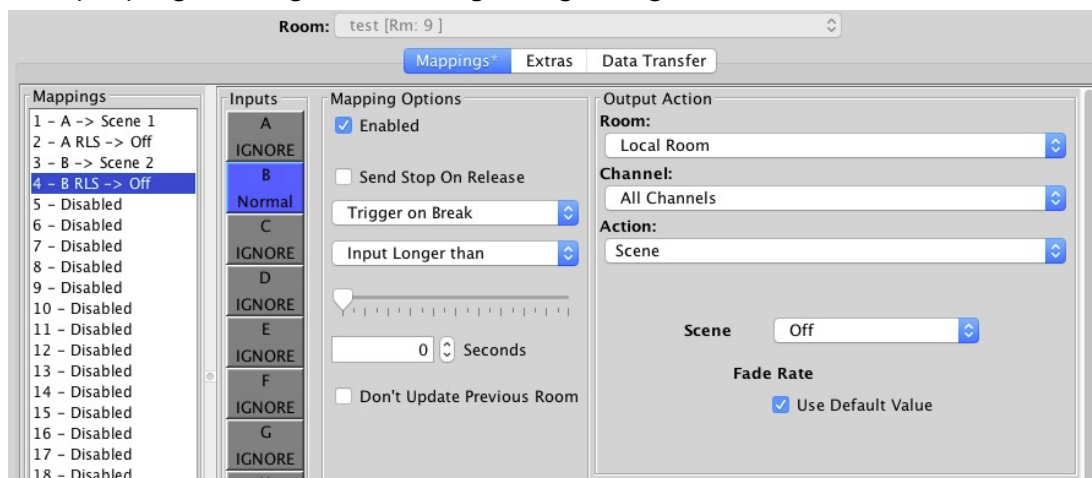 Room: test [Rm: 9 ]
Mappings* Extras Data Transfer
Mappings
1 – A –> Scene 1
2 – A RLS –> Off
3 – B –> Scene 2
4 – B RLS –> Off
5 – Disabled
6 – Disabled
7 – Disabled
8 – Disabled
9 – Disabled
10 – Disabled
11 – Disabled
12 – Disabled
13 – Disabled
14 – Disabled
15 – Disabled
16 – Disabled
17 – Disabled
18 – Disabled
Inputs
A
IGNORE
B
Normal
C
IGNORE
D
IGNORE
E
IGNORE
F
IGNORE
G
IGNORE
Mapping Options
Enabled
Send Stop On Release
Trigger on Break
Input Longer than
0 Seconds
Don't Update Previous Room
Output Action
Room:
Local Room
Channel:
All Channels
Action:
Scene
Scene Off
Fade Rate
Use Default Value